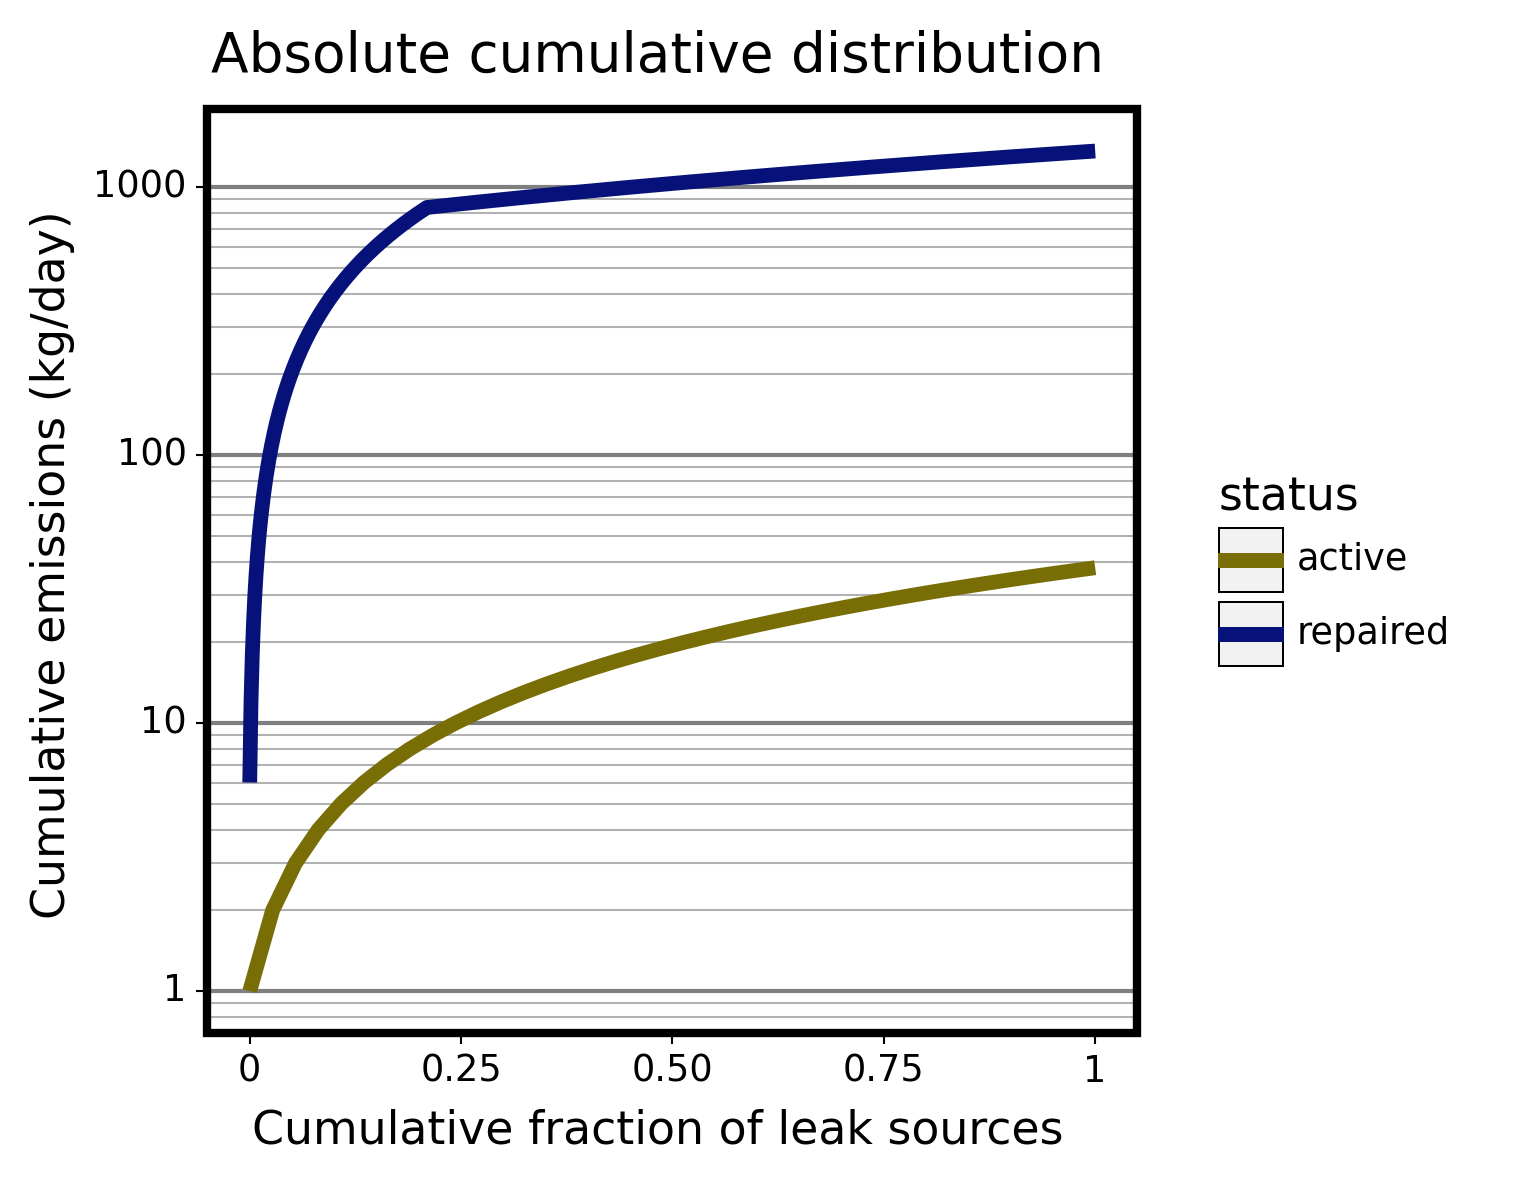 Absolute cumulative distribution
Cumulative emissions (kg/day)
1000
100
10
1
0 0.25 0.50 0.75 1
Cumulative fraction of leak sources
status
active
repaired